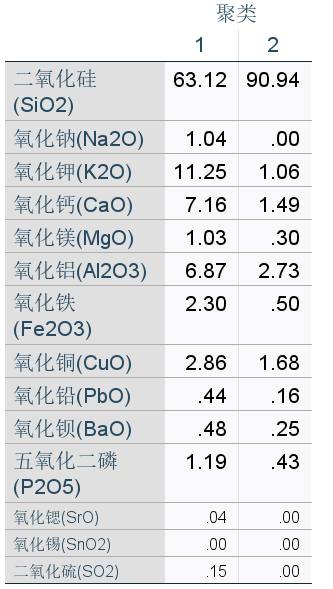 聚类
1 2
二氧化硅 63.12 90.94
(SiO2)
氧化钠(Na2O) 1.04 .00
氧化钾(K2O) 11.25 1.06
氧化钙(CaO) 7.16 1.49
氧化镁(MgO) 1.03 .30
氧化铝(Al2O3) 6.87 2.73
氧化铁 2.30 .50
(Fe2O3)
氧化铜(CuO) 2.86 1.68
氧化铅(PbO) .44 .16
氧化钡(BaO) .48 .25
五氧化二磷 1.19 .43
(P2O5)
氧化锶(SrO) .04 .00
氧化锡(SnO2) .00 .00
二氧化硫(SO2) .15 .00